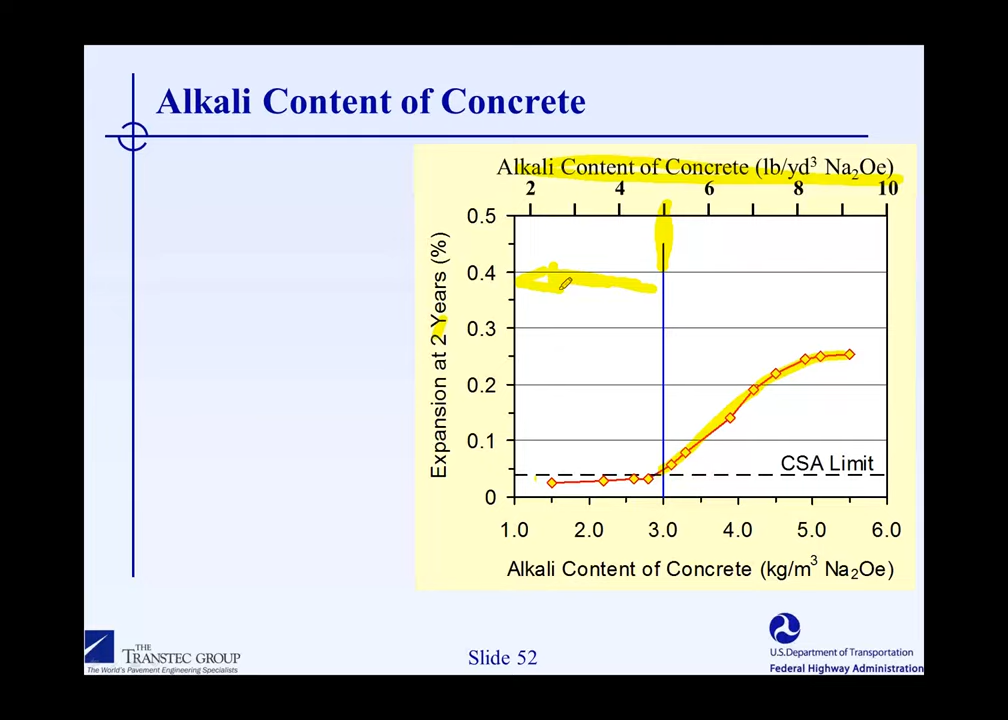 Alkali Content of Concrete
Alkali Content of Concrete (lb/yd³ Na₂Oe)
2 4 6 8 10
Expansion at 2 Years (%)
0.5
0.4
0.3
0.2
0.1
0
CSA Limit
1.0 2.0 3.0 4.0 5.0 6.0
Alkali Content of Concrete (kg/m³ Na₂Oe)
THE
TRANSTEC GROUP
The World's Pavement Engineering Specialists
Slide 52
U.S.Department of Transportation
Federal Highway Administration